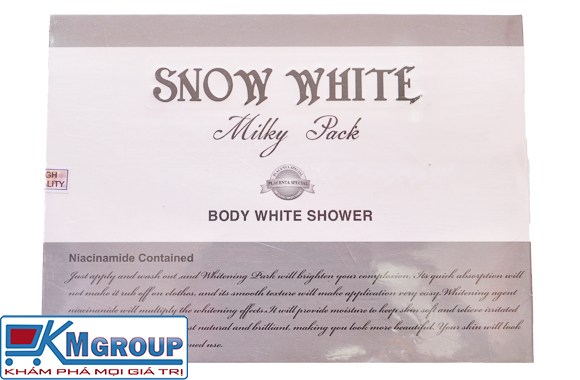 SNOW WHITE
Milky Pack
PLACENTA SPECIAL
BODY WHITE SHOWER
GH
ALITY
Niacinamide Contained
Just apply and wash out and Whitening Park will brighten your complexion. Its quick absorption will
not make it rub off on clothes, and its smooth texture will make application very easy. Whitening agent
niacinamide will multiply the whitening effects. It will provide moisture to keep skin soft and relieve irritated
st natural and brilliant, making you look more beautiful. Your skin will look
ued use.
KMGROUP
KHÁM PHÁ MỌI GIÁ TRỊ